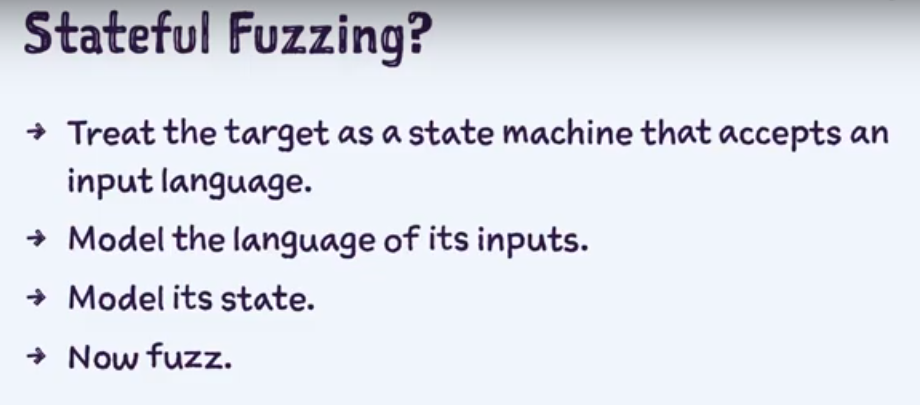 Stateful Fuzzing?
→ Treat the target as a state machine that accepts an
input language.
→ Model the language of its inputs.
→ Model its state.
→ Now fuzz.